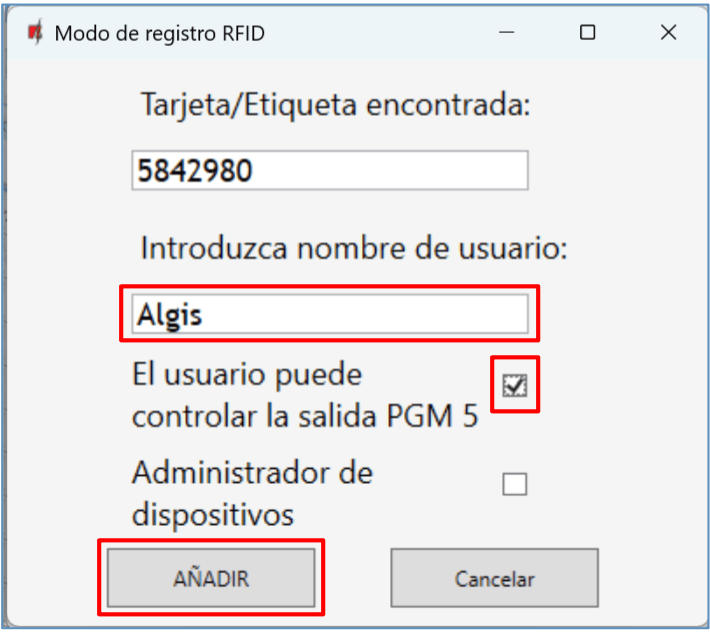 Modo de registro RFID
Tarjeta/Etiqueta encontrada:
5842980
Introduzca nombre de usuario:
Algis
El usuario puede
controlar la salida PGM 5
Administrador de
dispositivos
AÑADIR
Cancelar